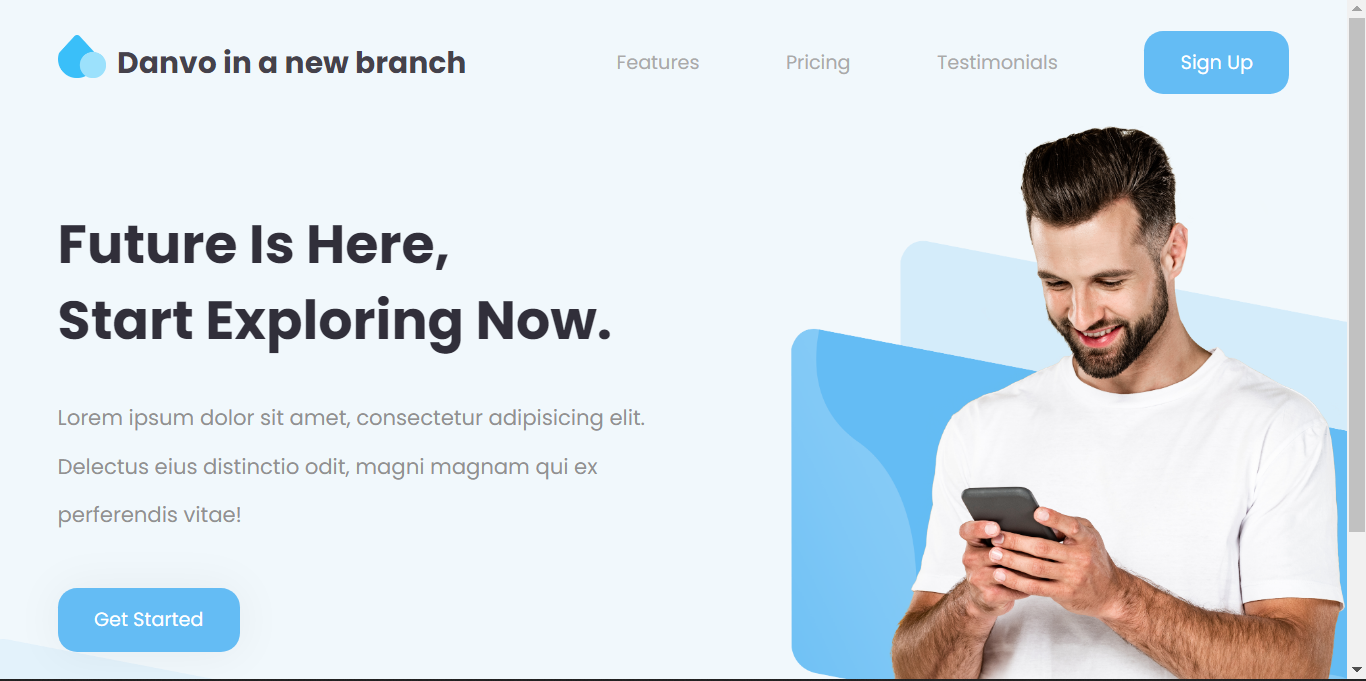 Danvo in a new branch
Features
Pricing
Testimonials
Sign Up
Future Is Here,
Start Exploring Now.
Lorem ipsum dolor sit amet, consectetur adipisicing elit.
Delectus eius distinctio odit, magni magnam qui ex
perferendis vitae!
Get Started